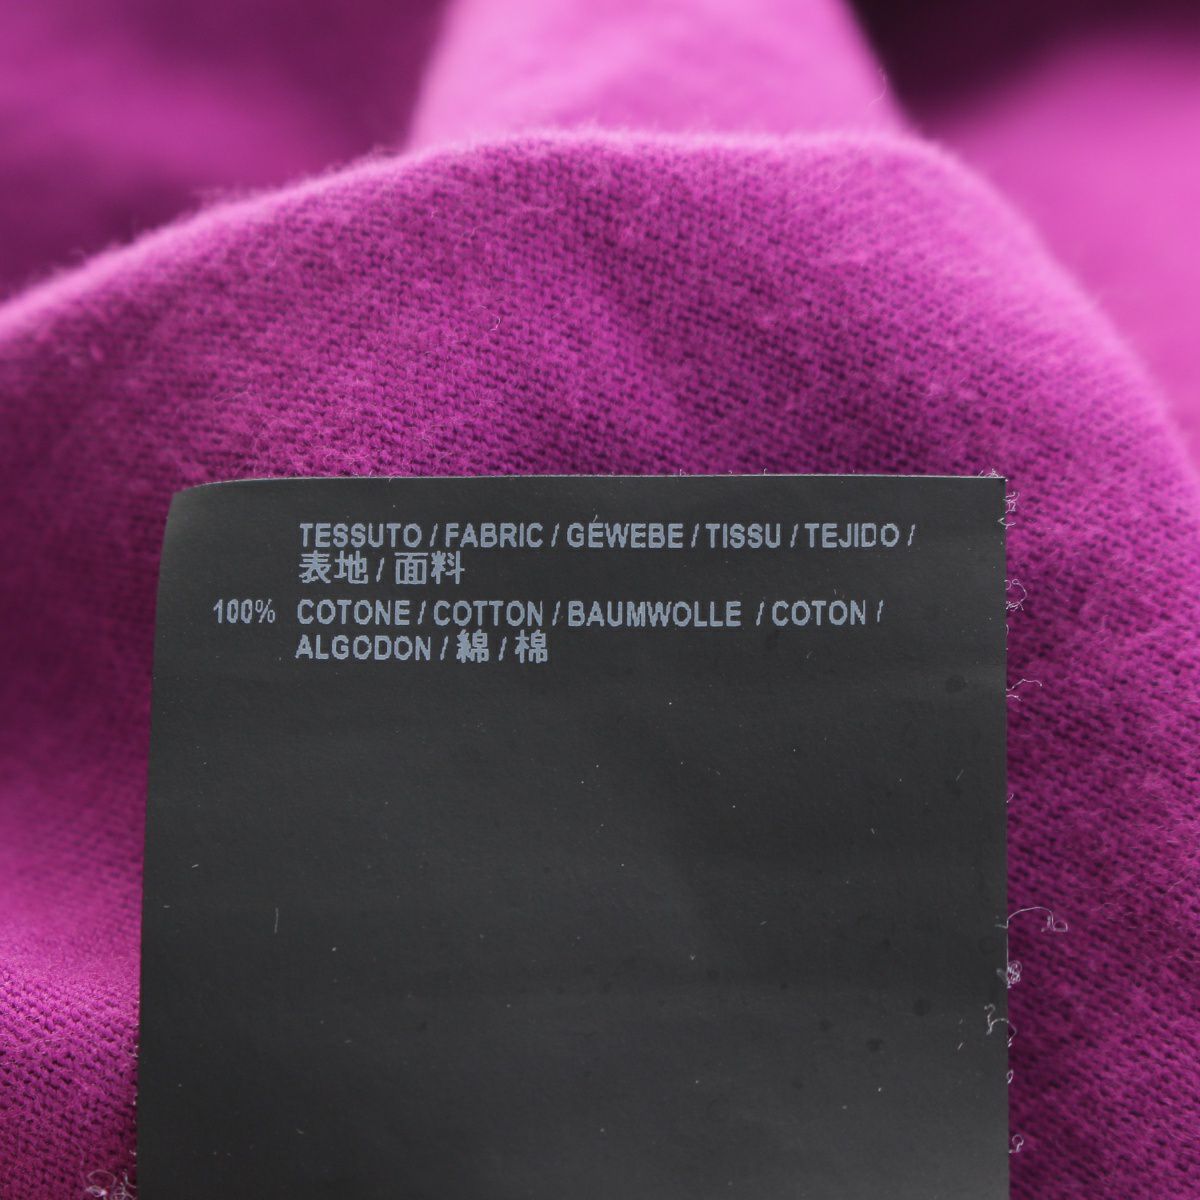 TESSUTO / FABRIC / GEWEBE / TISSU / TEJIDO /
表地 / 面料
100% COTONE / COTTON / BAUMWOLLE / COTON /
ALGODON / 綿 / 棉